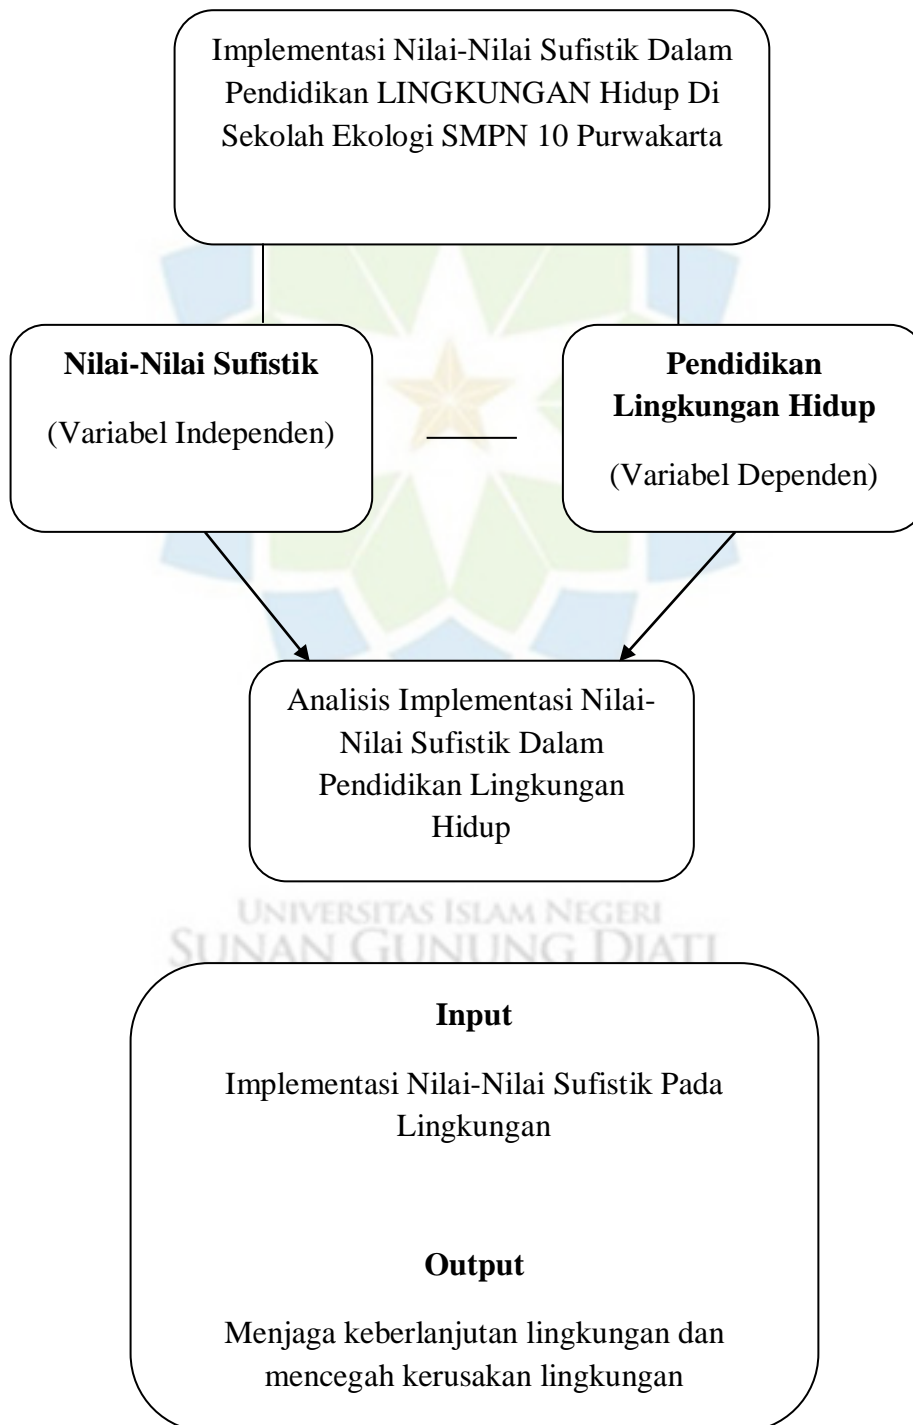 Implementasi Nilai-Nilai Sufistik Dalam
Pendidikan LINGKUNGAN Hidup Di
Sekolah Ekologi SMPN 10 Purwakarta
Nilai-Nilai Sufistik
(Variabel Independen)
Pendidikan
Lingkungan Hidup
(Variabel Dependen)
Analisis Implementasi Nilai-
Nilai Sufistik Dalam
Pendidikan Lingkungan
Hidup
UNIVERSITAS ISLAM NEGERI
SUNAN GUNUNG DJATI
Input
Implementasi Nilai-Nilai Sufistik Pada
Lingkungan
Output
Menjaga keberlanjutan lingkungan dan
mencegah kerusakan lingkungan